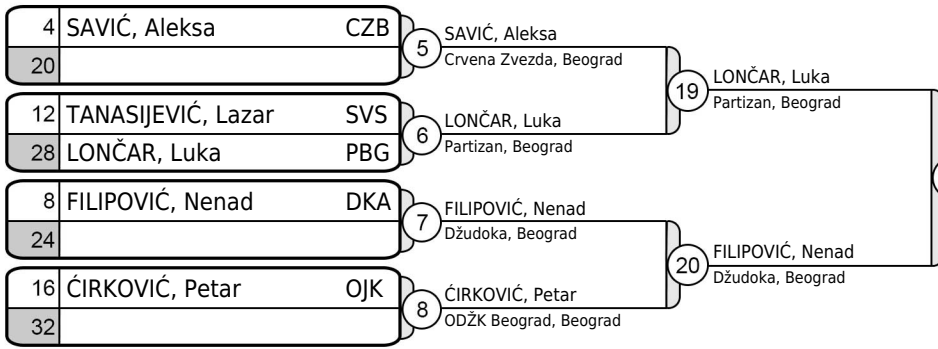 4 SAVIĆ, Aleksa CZB
20
5
SAVIĆ, Aleksa
Crvena Zvezda, Beograd
12 TANASIJEVIĆ, Lazar SVS
28 LONČAR, Luka PBG
6
LONČAR, Luka
Partizan, Beograd
19
LONČAR, Luka
Partizan, Beograd
8 FILIPOVIĆ, Nenad DKA
24
7
FILIPOVIĆ, Nenad
Džudoka, Beograd
16 ĆIRKOVIĆ, Petar OJK
32
8
ĆIRKOVIĆ, Petar
ODŽK Beograd, Beograd
20
FILIPOVIĆ, Nenad
Džudoka, Beograd